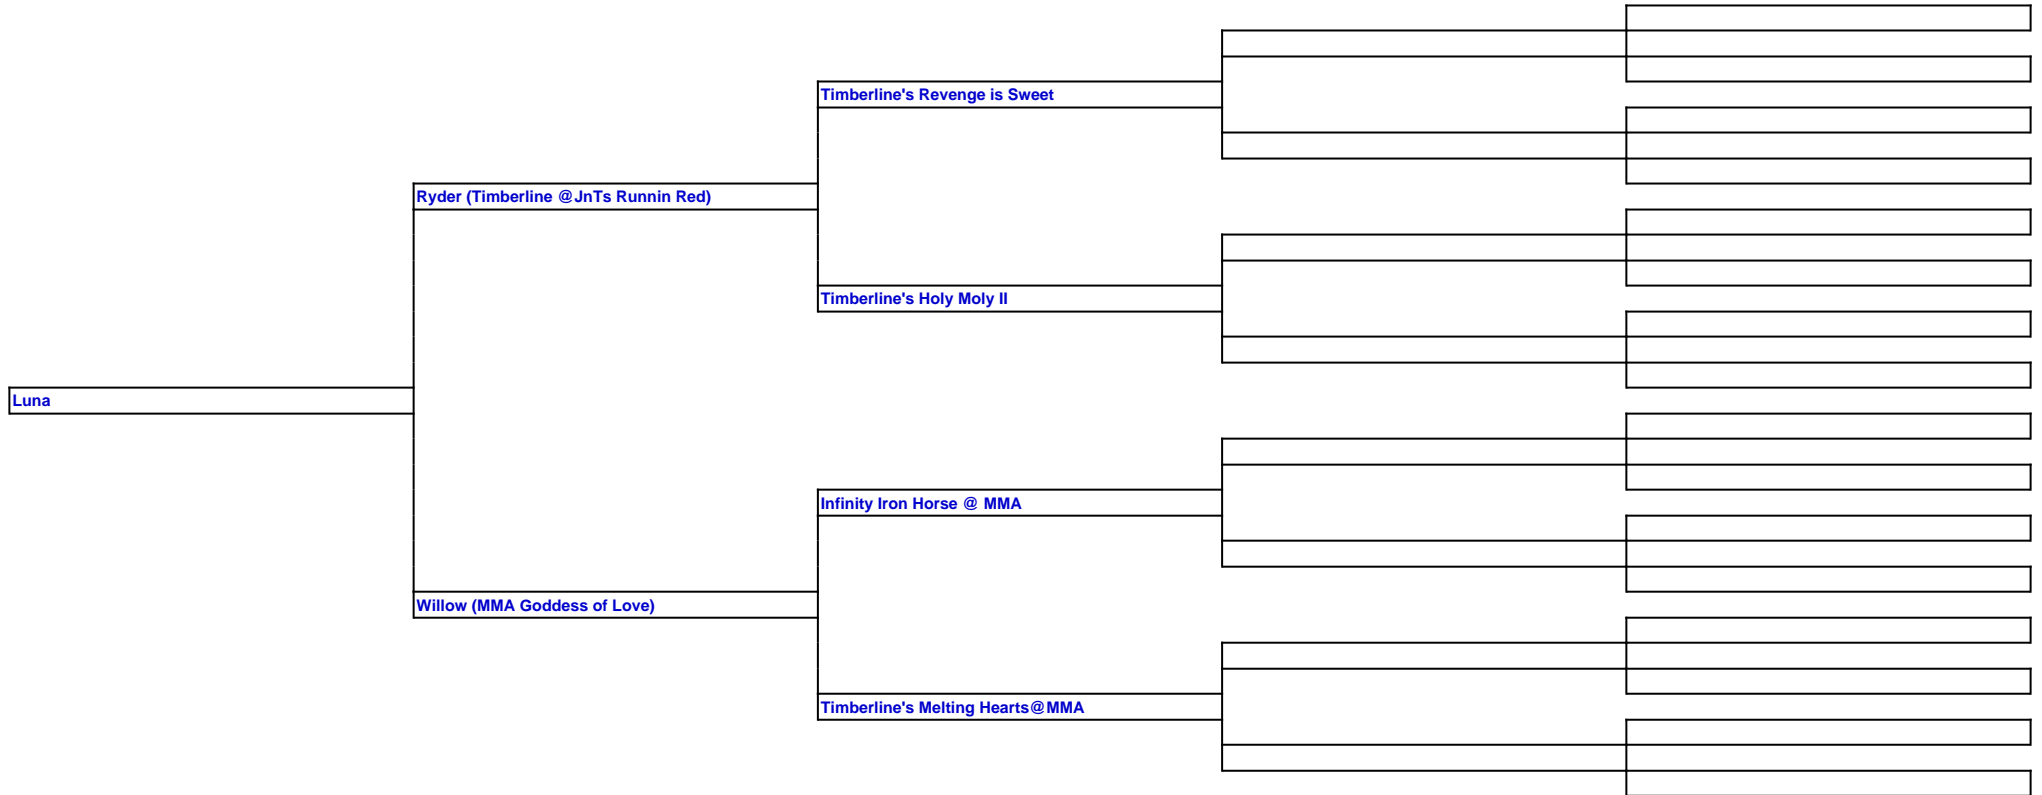 Timberline's Revenge is Sweet
Ryder (Timberline @JnTs Runnin Red)
Timberline's Holy Moly II
Luna
Infinity Iron Horse @ MMA
Willow (MMA Goddess of Love)
Timberline's Melting Hearts@MMA